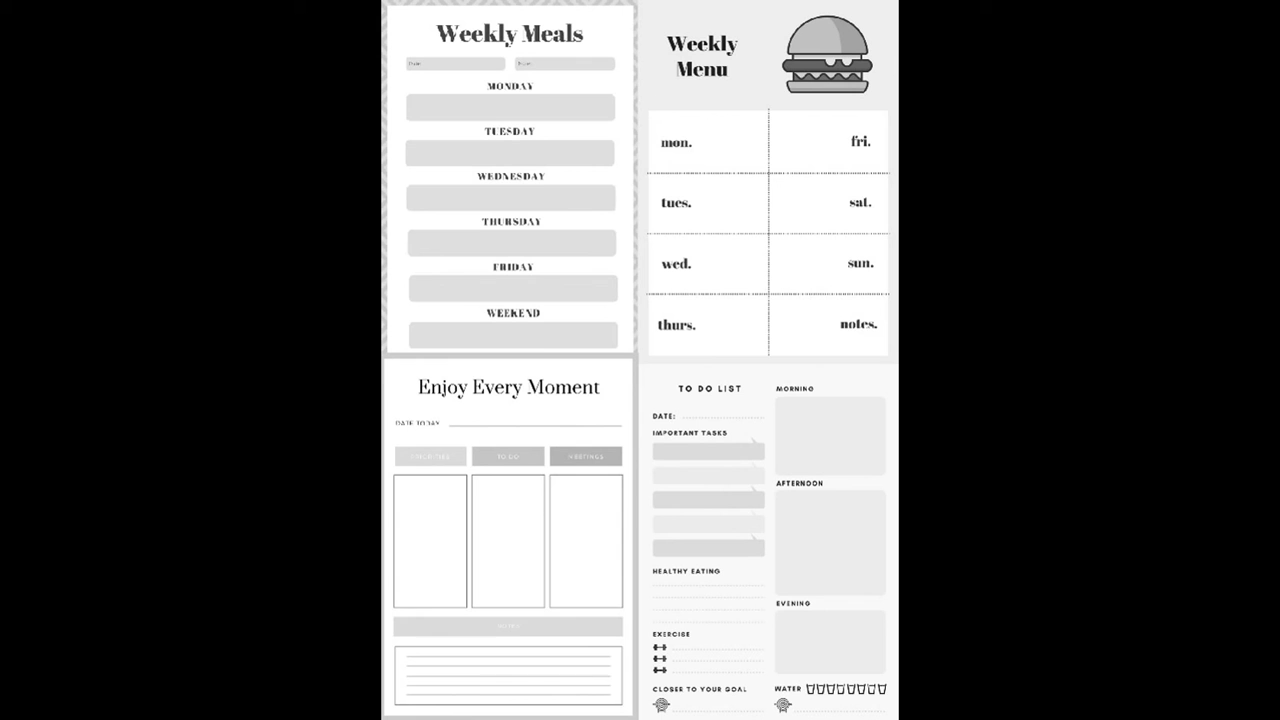 Weekly Meals
MONDAY
TUESDAY
WEDNESDAY
THURSDAY
FRIDAY
WEEKEND
Weekly
Menu
mon.
fri.
tues.
sat.
wed.
sun.
thurs.
notes.
Enjoy Every Moment
DATE TODAY
TO DO
MEETINGS
TO DO LIST
DATE:
IMPORTANT TASKS
HEALTHY EATING
EXERCISE
CLOSER TO YOUR GOAL
MORNING
AFTERNOON
EVENING
WATER